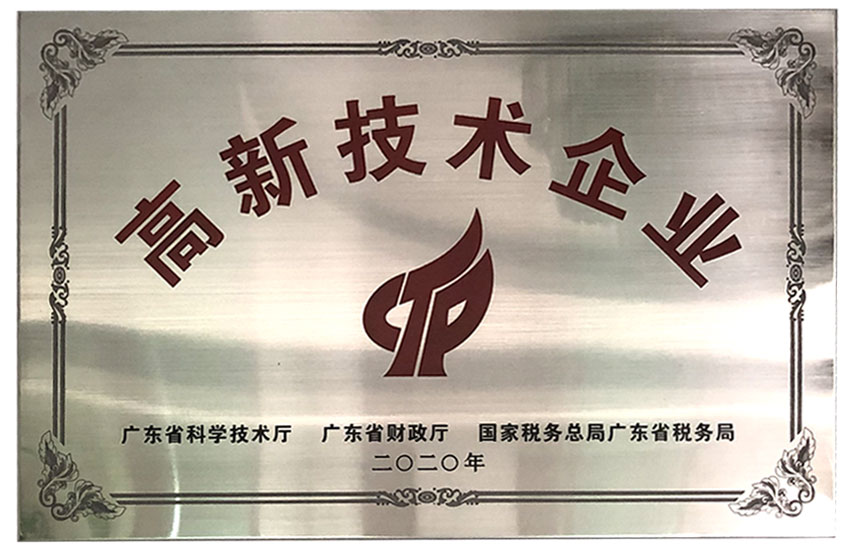 高新技术企业
广东省科学技术厅 广东省财政厅 国家税务总局广东省税务局
二〇二〇年